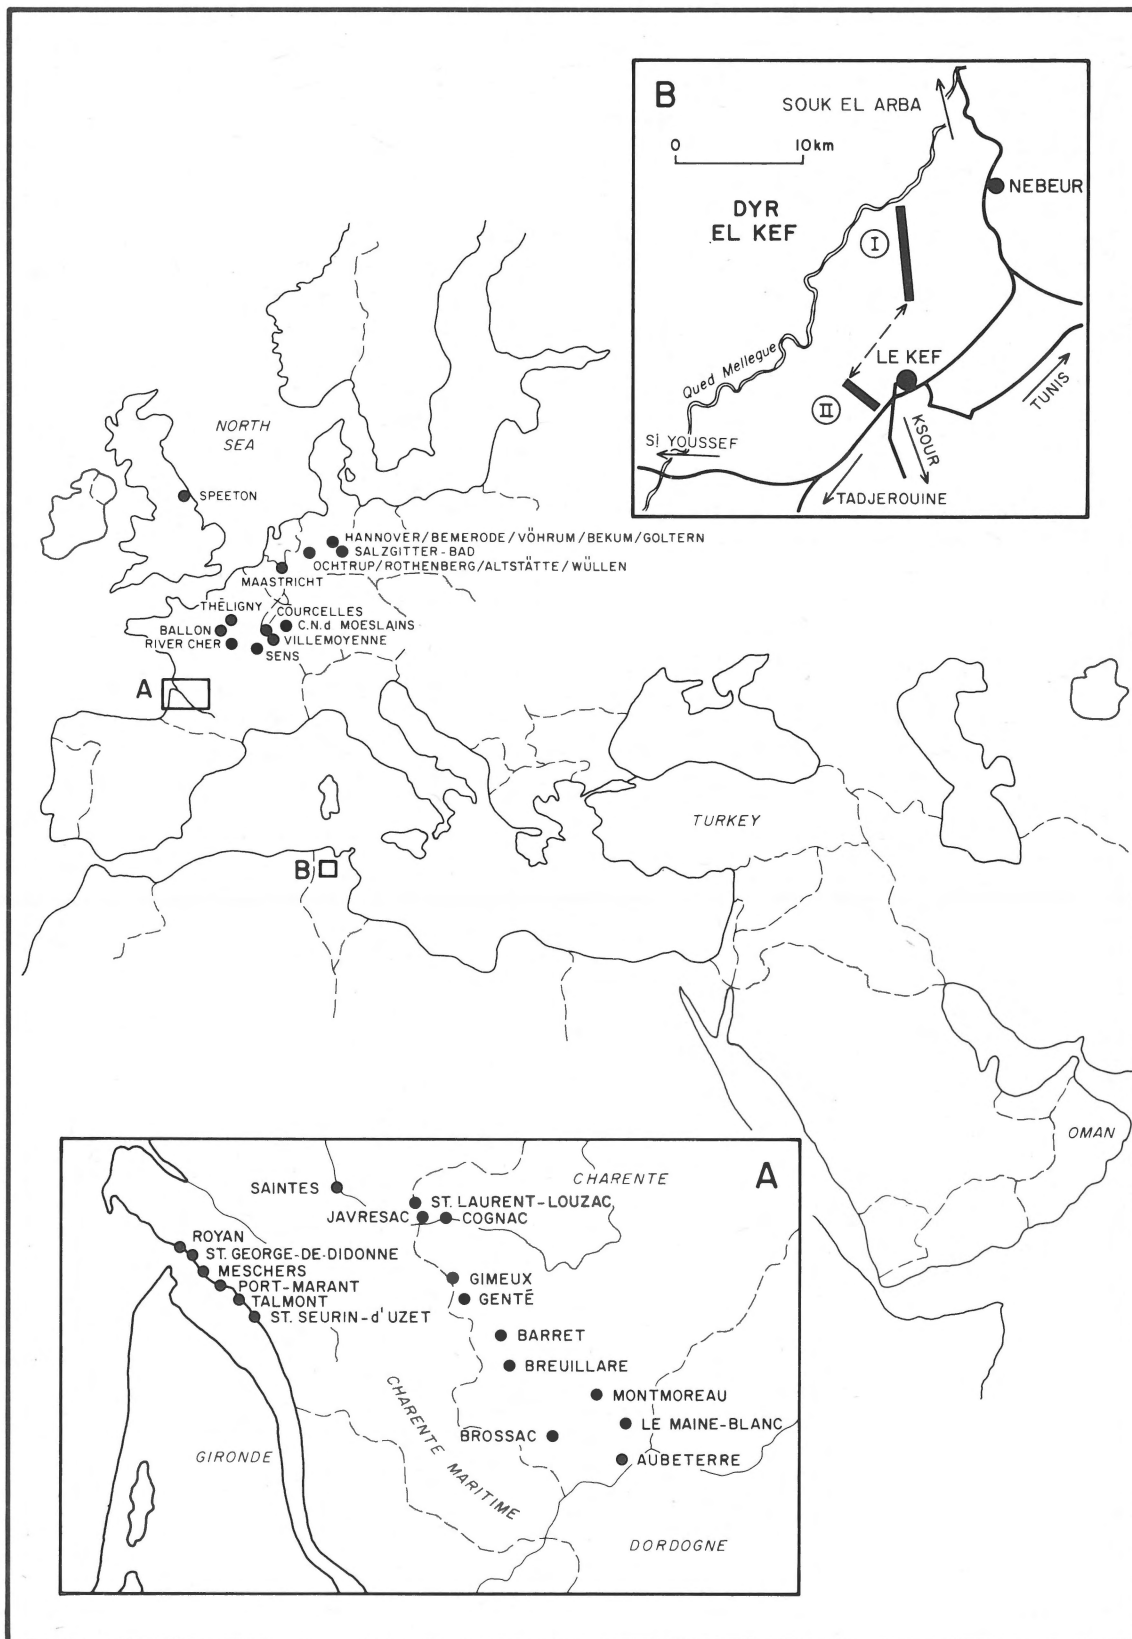 B
SOUK EL ARBA
0 10km
NEBEUR
DYR
EL KEF
I
Qued Mellegue
LE KEF
II
TUNIS
KSOUR
SI YOUSSEF
TADJEROUINE
NORTH
SEA
SPEETON
HANNOVER/BEMERODE/VÖHRUM/BEKUM/GOLTERN
SALZGITTER-BAD
OCHTRUP/ROTHENBERG/ALTSTÄTTE/WÜLLEN
MAASTRICHT
THÉLIGNY
COURCELLES
C.N.d MOESLAINS
BALLON
VILLEMOYENNE
RIVER CHER
SENS
A
TURKEY
B
OMAN
A
CHARENTE
SAINTES
ST. LAURENT-LOUZAC
JAVRESAC
COGNAC
ROYAN
ST. GEORGE-DE-DIDONNE
MESCHERS
PORT-MARANT
TALMONT
ST. SEURIN-d'UZET
GIMEUX
GENTÉ
BARRET
BREUILLARE
MONTMOREAU
LE MAINE-BLANC
BROSSAC
AUBETERRE
GIRONDE
CHARENTE MARITIME
DORDOGNE